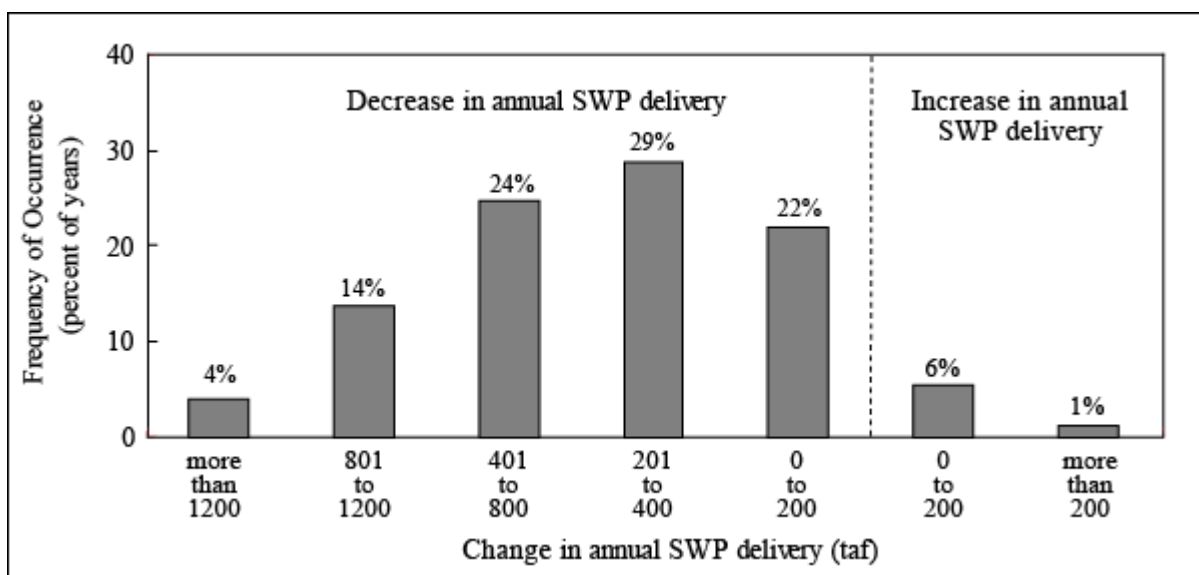 40
30
20
10
0
Frequency of Occurrence
(percent of years)
Decrease in annual SWP delivery
Increase in annual
SWP delivery
4%
14%
24%
29%
22%
6%
1%
more
than
1200
801
to
1200
401
to
800
201
to
400
0
to
200
0
to
200
more
than
200
Change in annual SWP delivery (taf)